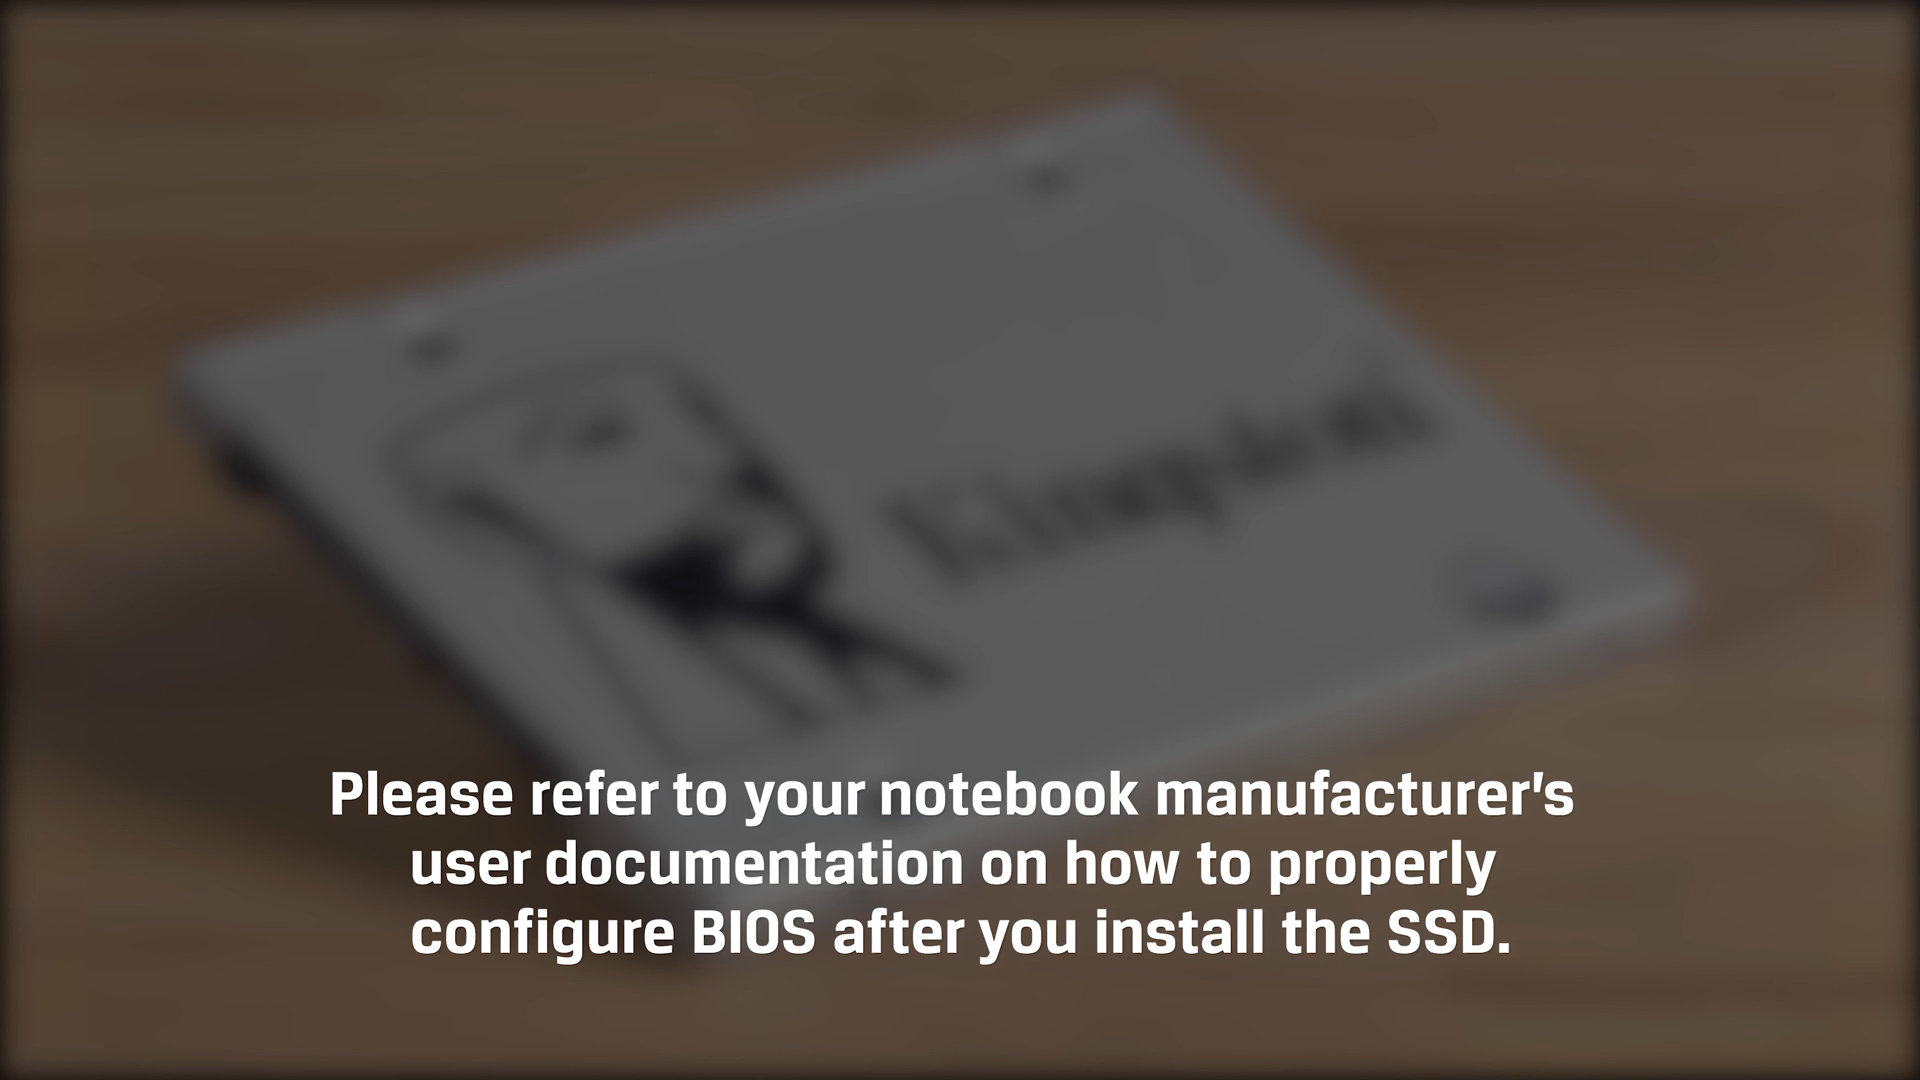 Kingston
Please refer to your notebook manufacturer's
user documentation on how to properly
configure BIOS after you install the SSD.